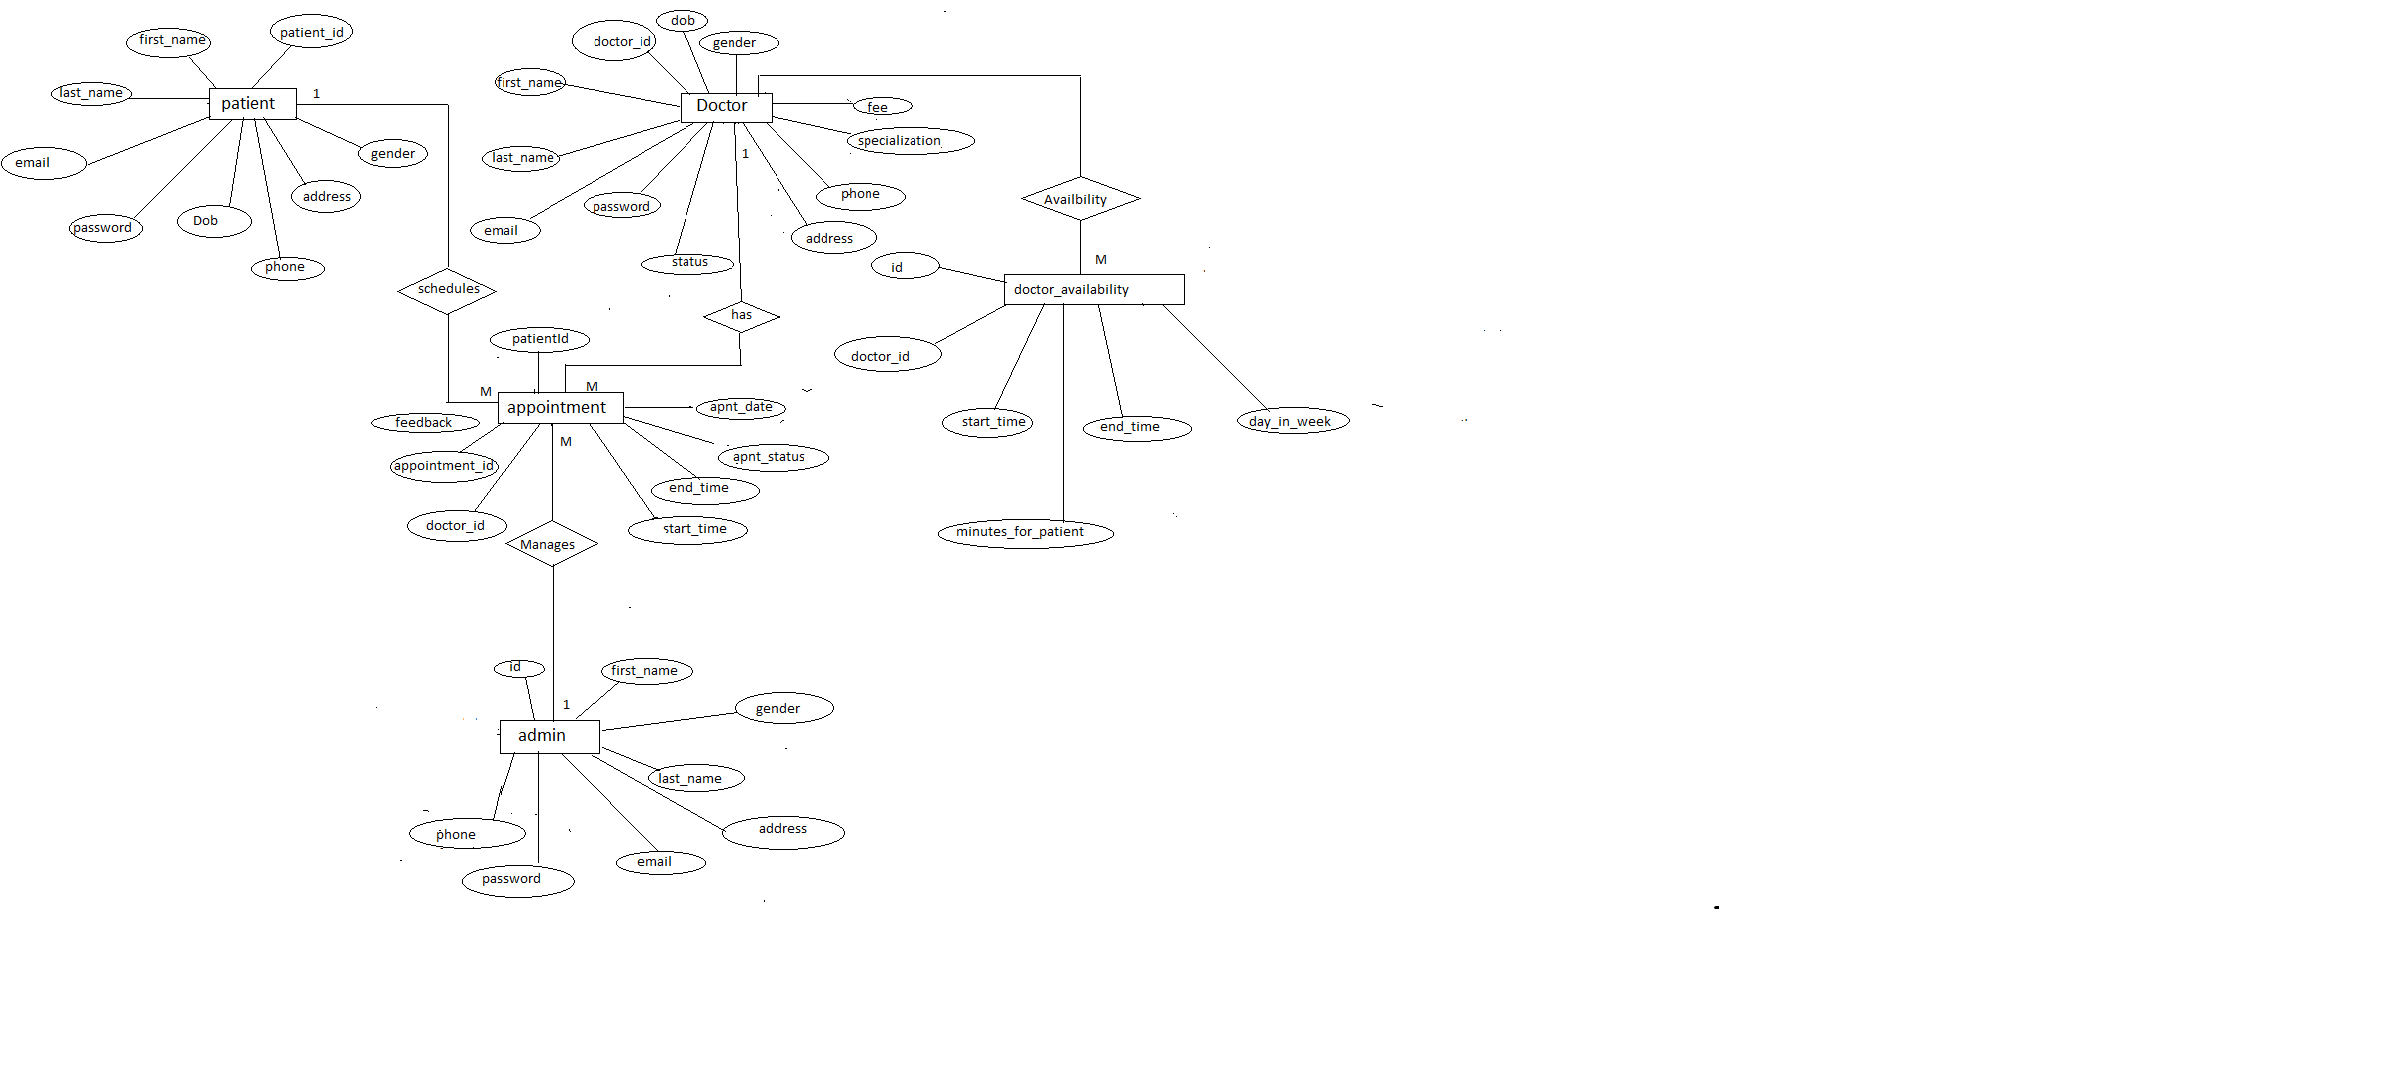 first_name
patient_id
last_name
patient
1
email
gender
password
Dob
address
phone
schedules
dob
doctor_id
gender
first_name
Doctor
fee
specialization
last_name
1
phone
password
email
address
status
has
Availbility
M
id
doctor_availability
doctor_id
start_time
end_time
day_in_week
minutes_for_patient
patientId
M
M
appointment
apnt_date
feedback
M
apnt_status
appointment_id
end_time
doctor_id
start_time
Manages
id
first_name
1
gender
admin
last_name
phone
address
email
password